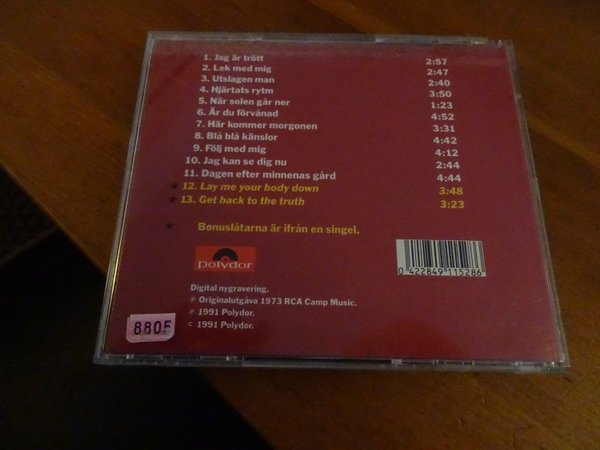 1. Jag är trött 2:57
2. Lek med mig 2:47
3. Utslagen man 2:40
4. Hjärtats rytm 3:50
5. När solen går ner 1:23
6. Är du förvånad 4:52
7. Här kommer morgonen 3:31
8. Blå blå känslor 4:42
9. Följ med mig 4:12
10. Jag kan se dig nu 2:44
11. Dagen efter minnenas gård 4:44
★ 12. Lay me your body down 3:48
★ 13. Get back to the truth 3:23
★ Bonuslåtarna är ifrån en singel.
polydor
0 422849 115286
Digital nygravering.
℗ Originalutgåva 1973 RCA Camp Music.
℗ 1991 Polydor.
© 1991 Polydor.
8805